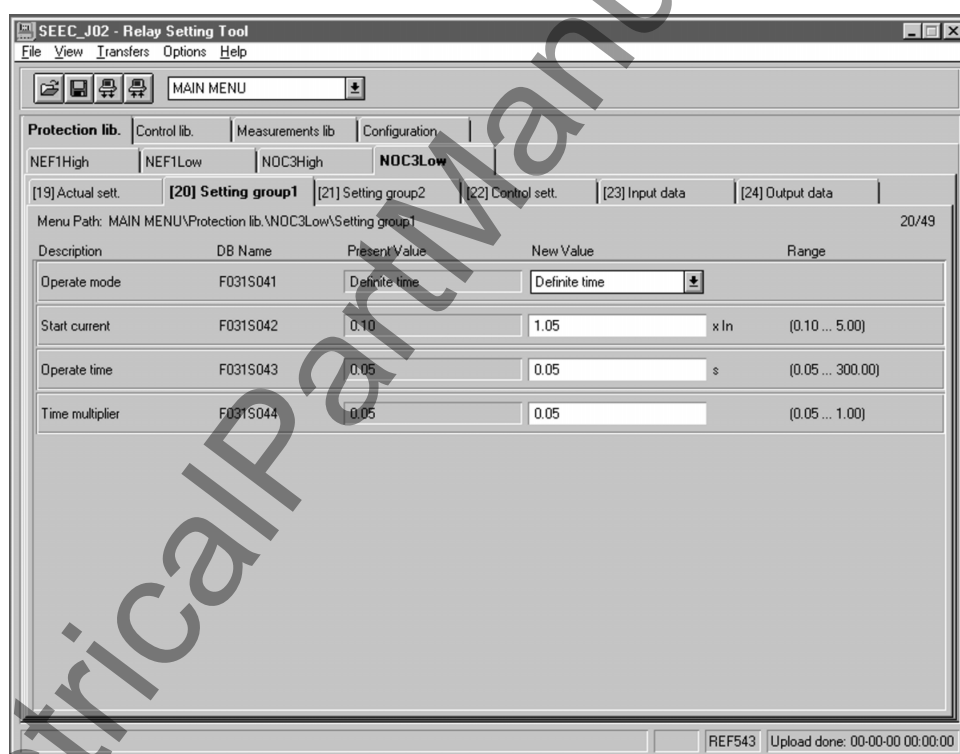 SEEC_J02 - Relay Setting Tool
File View Transfers Options Help
MAIN MENU
Protection lib. Control lib. Measurements lib Configuration
NEF1High NEF1Low NOC3High NOC3Low
[19] Actual sett. [20] Setting group1 [21] Setting group2 [22] Control sett. [23] Input data [24] Output data
Menu Path: MAIN MENU\Protection lib.\NOC3Low\Setting group1 20/49
Description DB Name Present Value New Value Range
Operate mode F031S041 Definite time Definite time
Start current F031S042 0.10 1.05 x In (0.10 ... 5.00)
Operate time F031S043 0.05 0.05 s (0.05 ... 300.00)
Time multiplier F031S044 0.05 0.05 (0.05 ... 1.00)
REF543 Upload done: 00-00-00 00:00:00